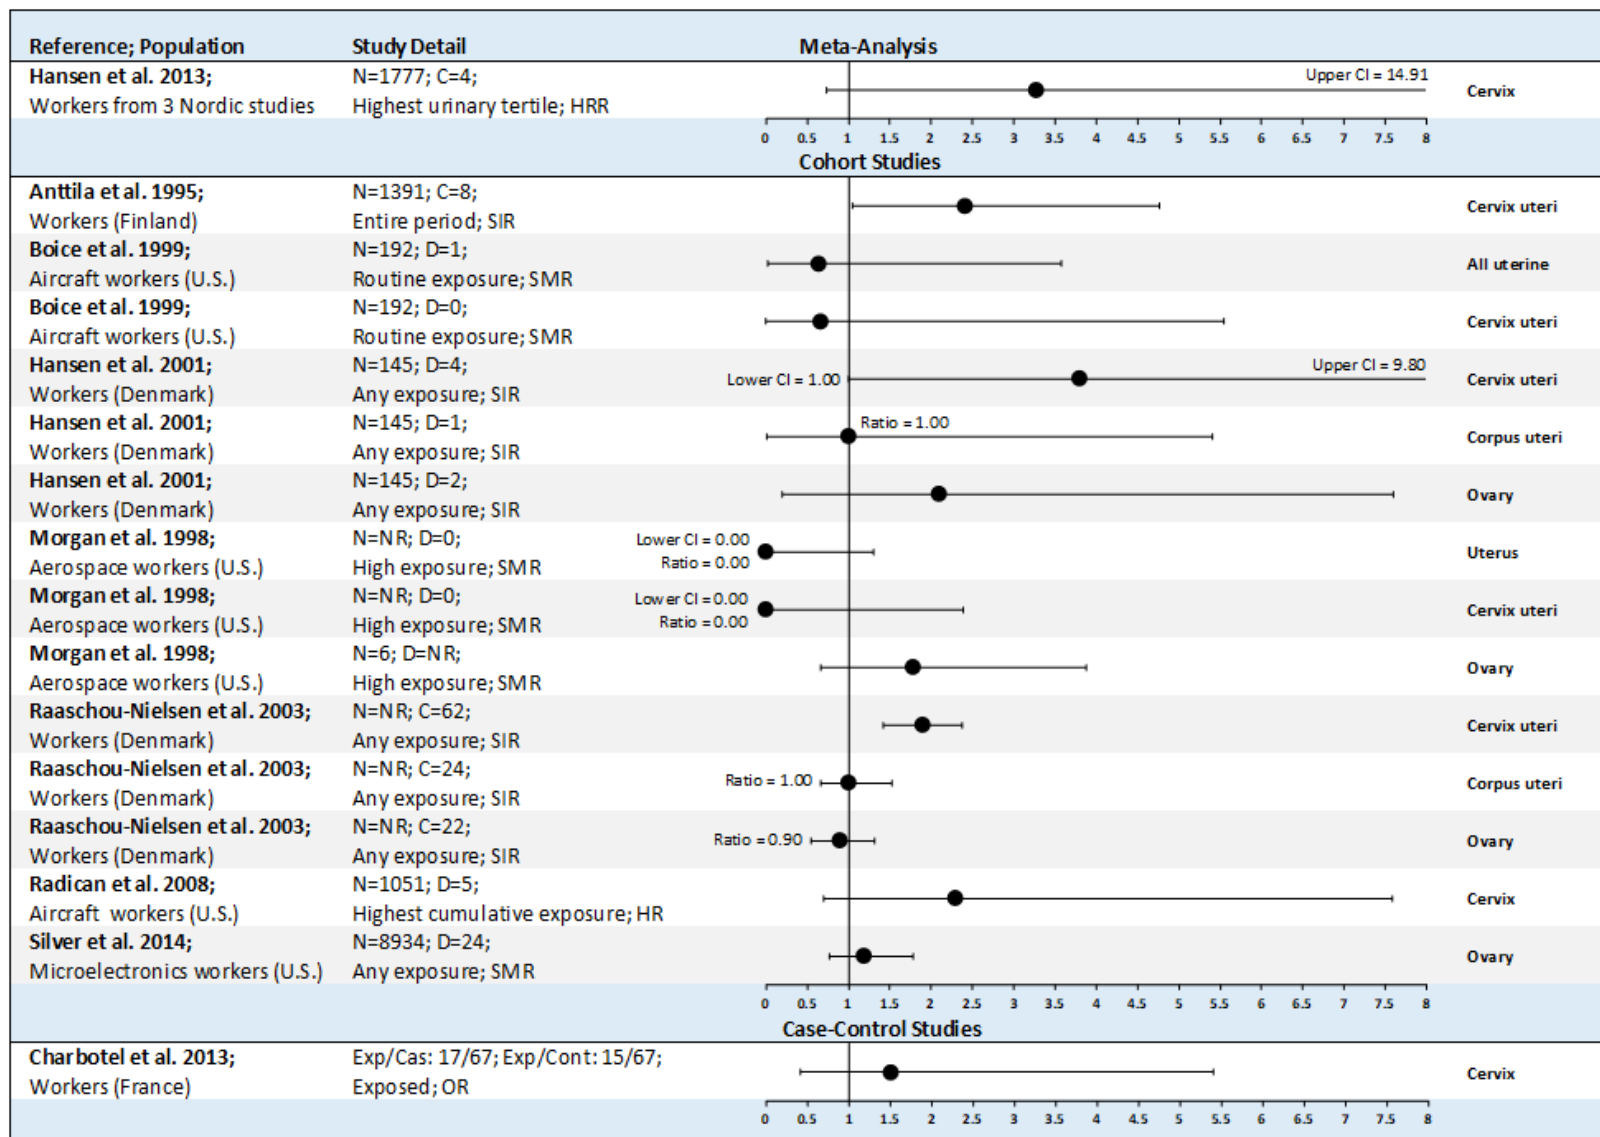 Reference; Population Study Detail Meta-Analysis
Hansen et al. 2013; N=1777; C=4; Upper CI = 14.91
Workers from 3 Nordic studies Highest urinary tertile; HRR Cervix
0 0.5 1 1.5 2 2.5 3 3.5 4 4.5 5 5.5 6 6.5 7 7.5 8
Cohort Studies
Anttila et al. 1995; N=1391; C=8;
Workers (Finland) Entire period; SIR Cervix uteri
Boice et al. 1999; N=192; D=1;
Aircraft workers (U.S.) Routine exposure; SMR All uterine
Boice et al. 1999; N=192; D=0;
Aircraft workers (U.S.) Routine exposure; SMR Cervix uteri
Hansen et al. 2001; N=145; D=4; Upper CI = 9.80
Workers (Denmark) Any exposure; SIR Lower CI = 1.00 Cervix uteri
Hansen et al. 2001; N=145; D=1; Ratio = 1.00
Workers (Denmark) Any exposure; SIR Corpus uteri
Hansen et al. 2001; N=145; D=2;
Workers (Denmark) Any exposure; SIR Ovary
Morgan et al. 1998; N=NR; D=0; Lower CI = 0.00
Aerospace workers (U.S.) High exposure; SMR Ratio = 0.00 Uterus
Morgan et al. 1998; N=NR; D=0; Lower CI = 0.00
Aerospace workers (U.S.) High exposure; SMR Ratio = 0.00 Cervix uteri
Morgan et al. 1998; N=6; D=NR;
Aerospace workers (U.S.) High exposure; SMR Ovary
Raaschou-Nielsen et al. 2003; N=NR; C=62;
Workers (Denmark) Any exposure; SIR Cervix uteri
Raaschou-Nielsen et al. 2003; N=NR; C=24;
Workers (Denmark) Any exposure; SIR Ratio = 1.00 Corpus uteri
Raaschou-Nielsen et al. 2003; N=NR; C=22;
Workers (Denmark) Any exposure; SIR Ratio = 0.90 Ovary
Radican et al. 2008; N=1051; D=5;
Aircraft workers (U.S.) Highest cumulative exposure; HR Cervix
Silver et al. 2014; N=8934; D=24;
Microelectronics workers (U.S.) Any exposure; SMR Ovary
0 0.5 1 1.5 2 2.5 3 3.5 4 4.5 5 5.5 6 6.5 7 7.5 8
Case-Control Studies
Charbotel et al. 2013; Exp/Cas: 17/67; Exp/Cont: 15/67;
Workers (France) Exposed; OR Cervix
0 0.5 1 1.5 2 2.5 3 3.5 4 4.5 5 5.5 6 6.5 7 7.5 8